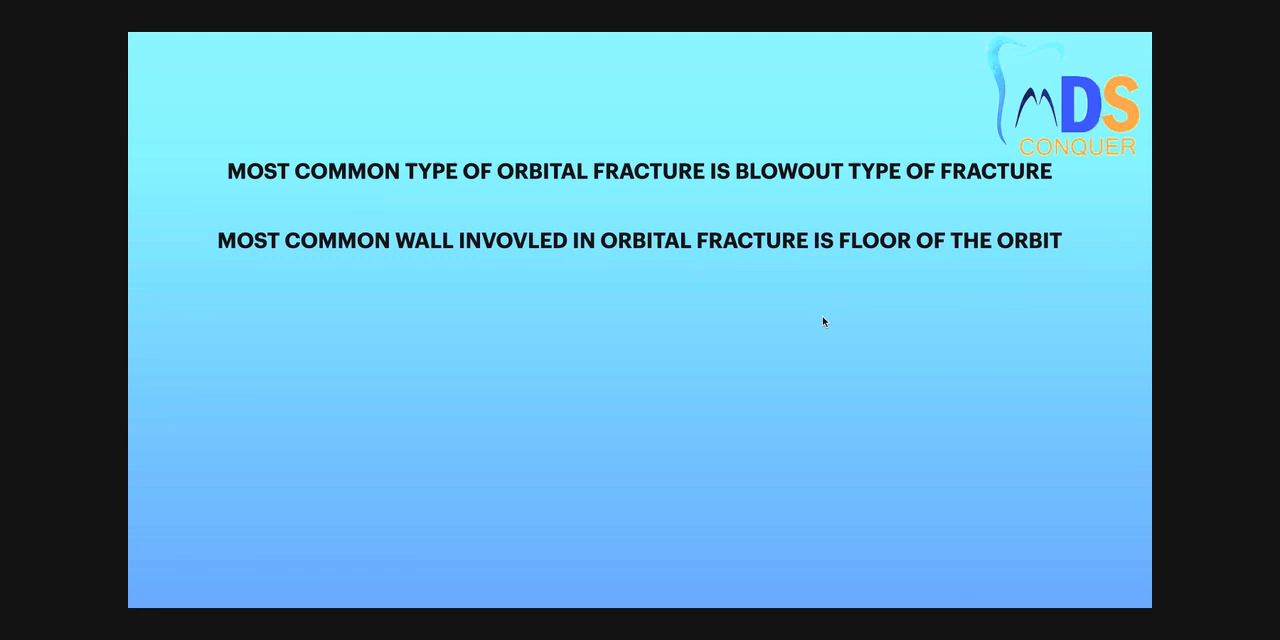 MDS
CONQUER
MOST COMMON TYPE OF ORBITAL FRACTURE IS BLOWOUT TYPE OF FRACTURE
MOST COMMON WALL INVOVLED IN ORBITAL FRACTURE IS FLOOR OF THE ORBIT